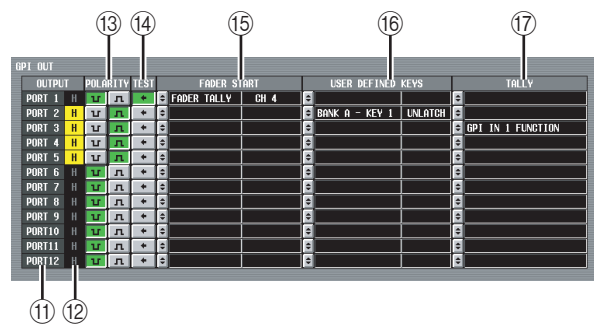 ⑬ ⑭ ⑮ ⑯ ⑰
GPI OUT
OUTPUT POLARITY TEST FADER START USER DEFINED KEYS TALLY
PORT 1 H FADER TALLY CH 4
PORT 2 H BANK A - KEY 1 UNLATCH
PORT 3 H GPI IN 1 FUNCTION
PORT 4 H
PORT 5 H
PORT 6 H
PORT 7 H
PORT 8 H
PORT 9 H
PORT10 H
PORT11 H
PORT12 H
⑪ ⑫